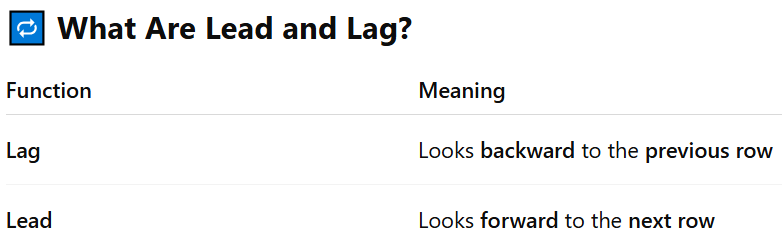 🔁 What Are Lead and Lag?
Function Meaning
Lag Looks backward to the previous row
Lead Looks forward to the next row